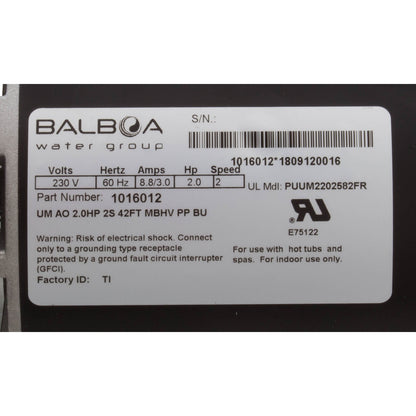 BALBOA
water group
S/N.:
1016012*1809120016
Volts Hertz Amps Hp Speed
230 V 60 Hz 8.8/3.0 2.0 2
UL Mdl: PUUM2202582FR
Part Number: 1016012
UM AO 2.0HP 2S 42FT MBHV PP BU
RU
E75122
Warning: Risk of electrical shock. Connect
only to a grounding type receptacle
protected by a ground fault circuit interrupter
(GFCI).
For use with hot tubs and
spas. For indoor use only.
Factory ID: TI